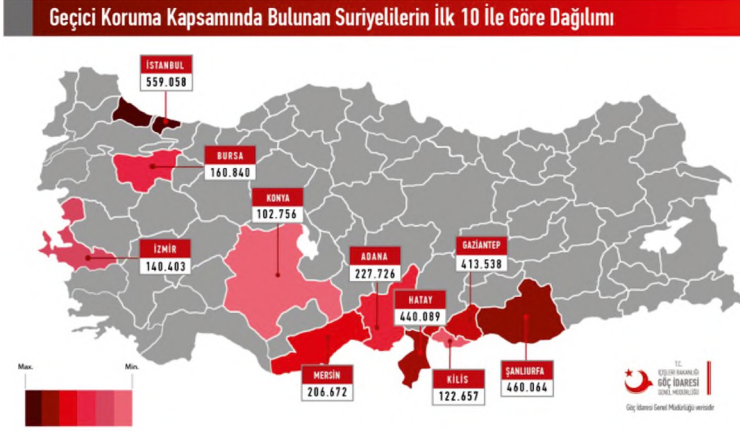 Geçici Koruma Kapsamında Bulunan Suriyelilerin İlk 10 İle Göre Dağılımı
İSTANBUL
559.058
BURSA
160.840
KONYA
102.756
İZMİR
140.403
ADANA
227.726
GAZİANTEP
413.538
HATAY
440.089
MERSİN
206.672
KİLİS
122.657
ŞANLIURFA
460.064
Max.
Min.
T.C.
İÇİŞLERİ BAKANLIĞI
GÖÇ İDARESİ
GENEL MÜDÜRLÜĞÜ
Göç İdaresi Genel Müdürlüğü verisidir